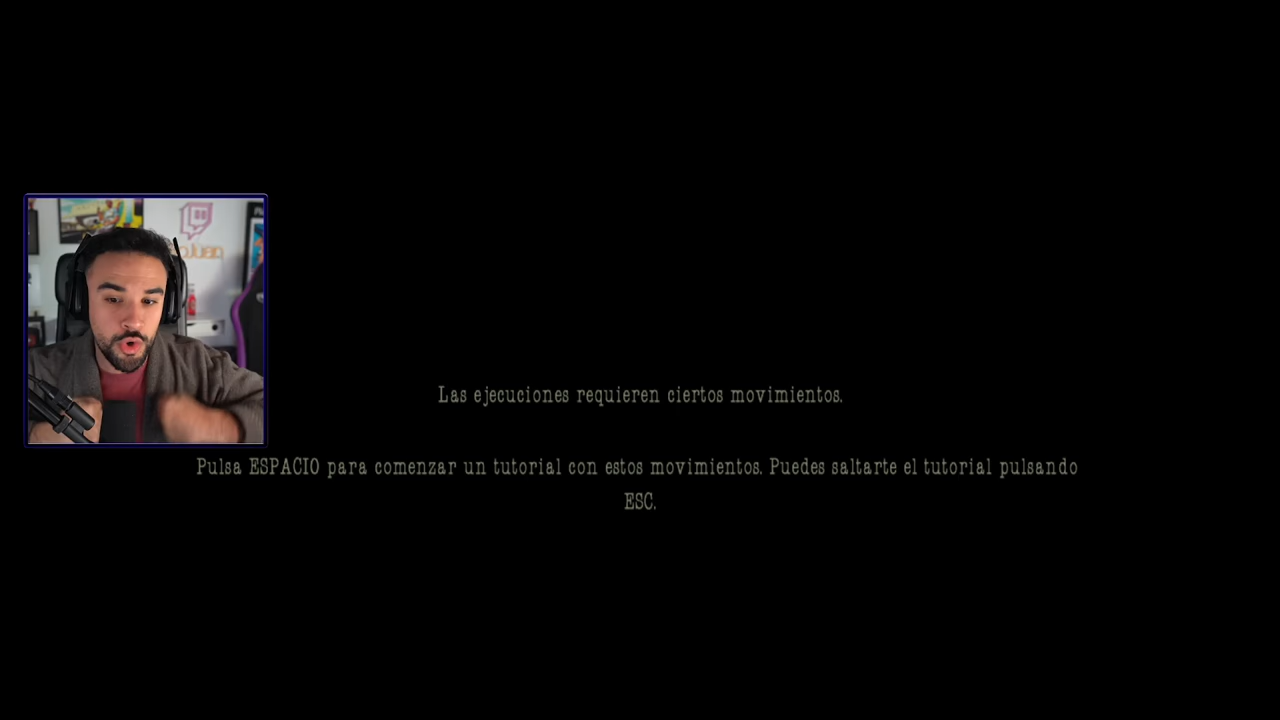 Las ejecuciones requieren ciertos movimientos.
Pulsa ESPACIO para comenzar un tutorial con estos movimientos. Puedes saltarte el tutorial pulsando
ESC.